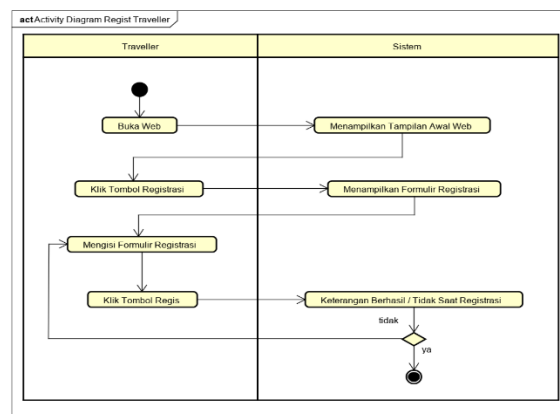 act Activity Diagram Regist Traveller
Traveller
Sistem
Buka Web
Menampilkan Tampilan Awal Web
Klik Tombol Registrasi
Menampilkan Formulir Registrasi
Mengisi Formulir Registrasi
Klik Tombol Regis
Keterangan Berhasil / Tidak Saat Registrasi
tidak
ya